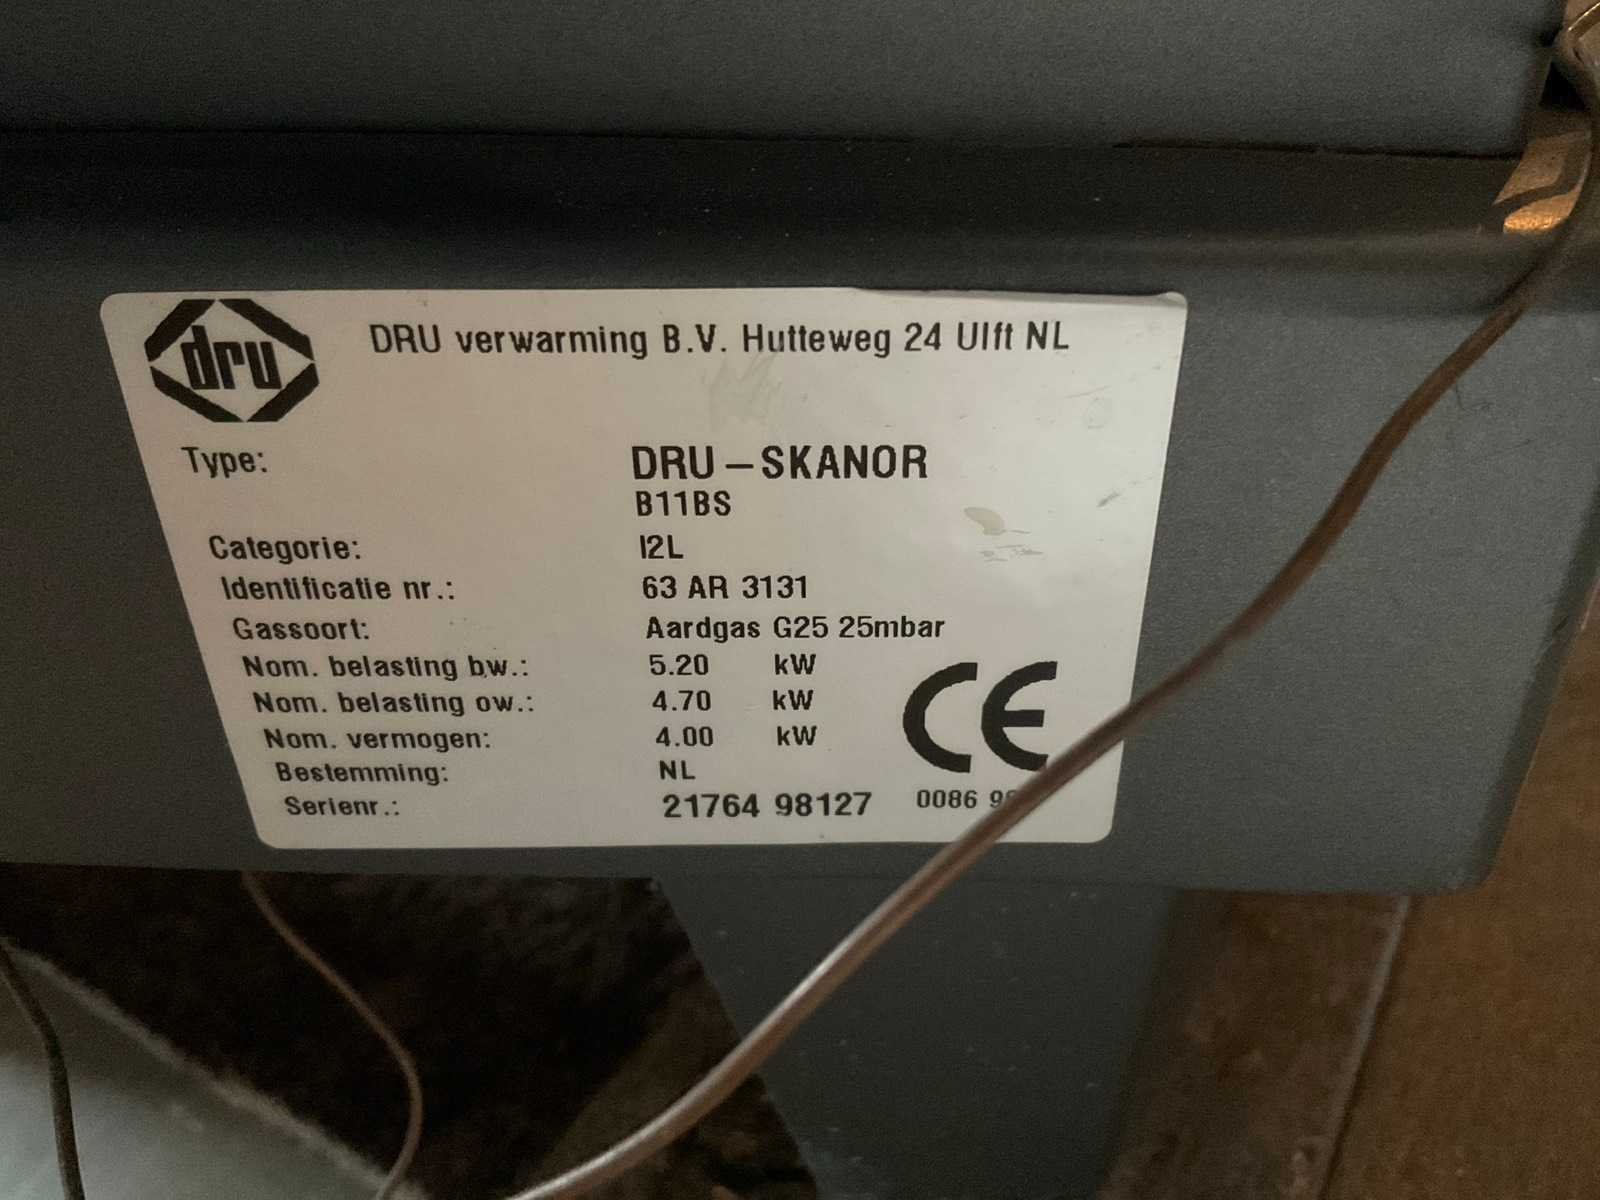 dru
DRU verwarming B.V. Hutteweg 24 Ulft NL
Type: DRU – SKANOR
B11BS
Categorie: I2L
Identificatie nr.: 63 AR 3131
Gassoort: Aardgas G25 25mbar
Nom. belasting bw.: 5.20 kW
Nom. belasting ow.: 4.70 kW
Nom. vermogen: 4.00 kW
Bestemming: NL
Serienr.: 21764 98127
CE
0086